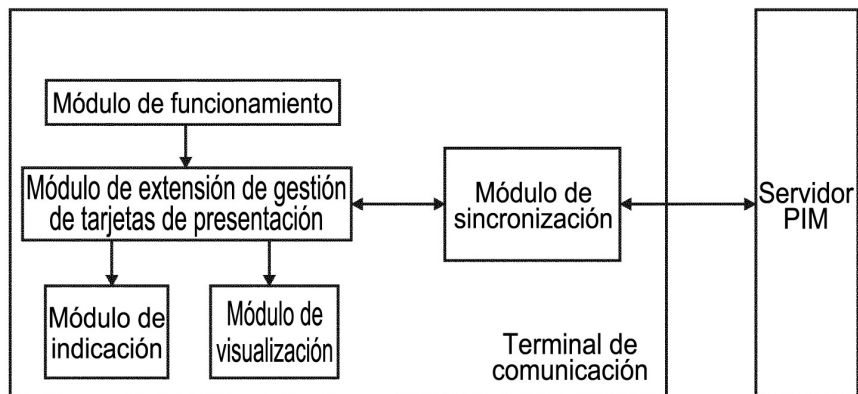 Módulo de funcionamiento
Módulo de extensión de gestión
de tarjetas de presentación
Módulo de
sincronización
Servidor
PIM
Módulo de
indicación
Módulo de
visualización
Terminal de
comunicación